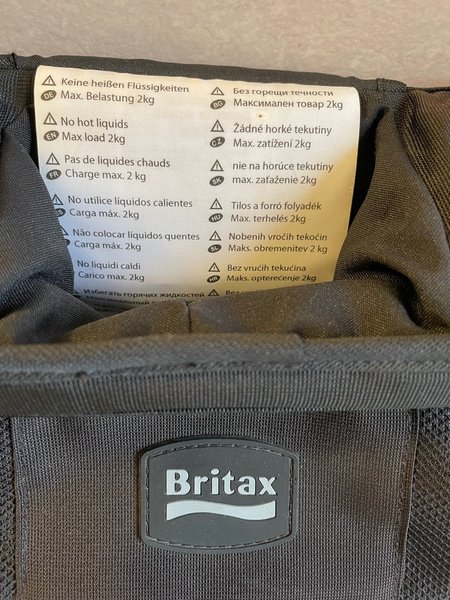 Keine heißen Flüssigkeiten
DE Max. Belastung 2kg
No hot liquids
EN Max load 2kg
Pas de liquides chauds
FR Charge max. 2 kg
No utilice liquidos calientes
Carga máx. 2kg
Não colocar liquidos quentes
Carga máx. 2kg
No liquidi caldi
Carico max. 2kg
Избегать горячих жидкостей
Без горещи течности
BG Максимален товар 2kg
Žádné horké tekutiny
CZ Max. zatížení 2kg
nie na horúce tekutiny
SK max. zaťaženie 2kg
Tilos a forró folyadék
HU Max. terhelés 2kg
Nobenih vročih tekočin
SL Maks. obremenitev 2 kg
Bez vrućih tekućina
HR Maks. opterećenje 2kg
Britax